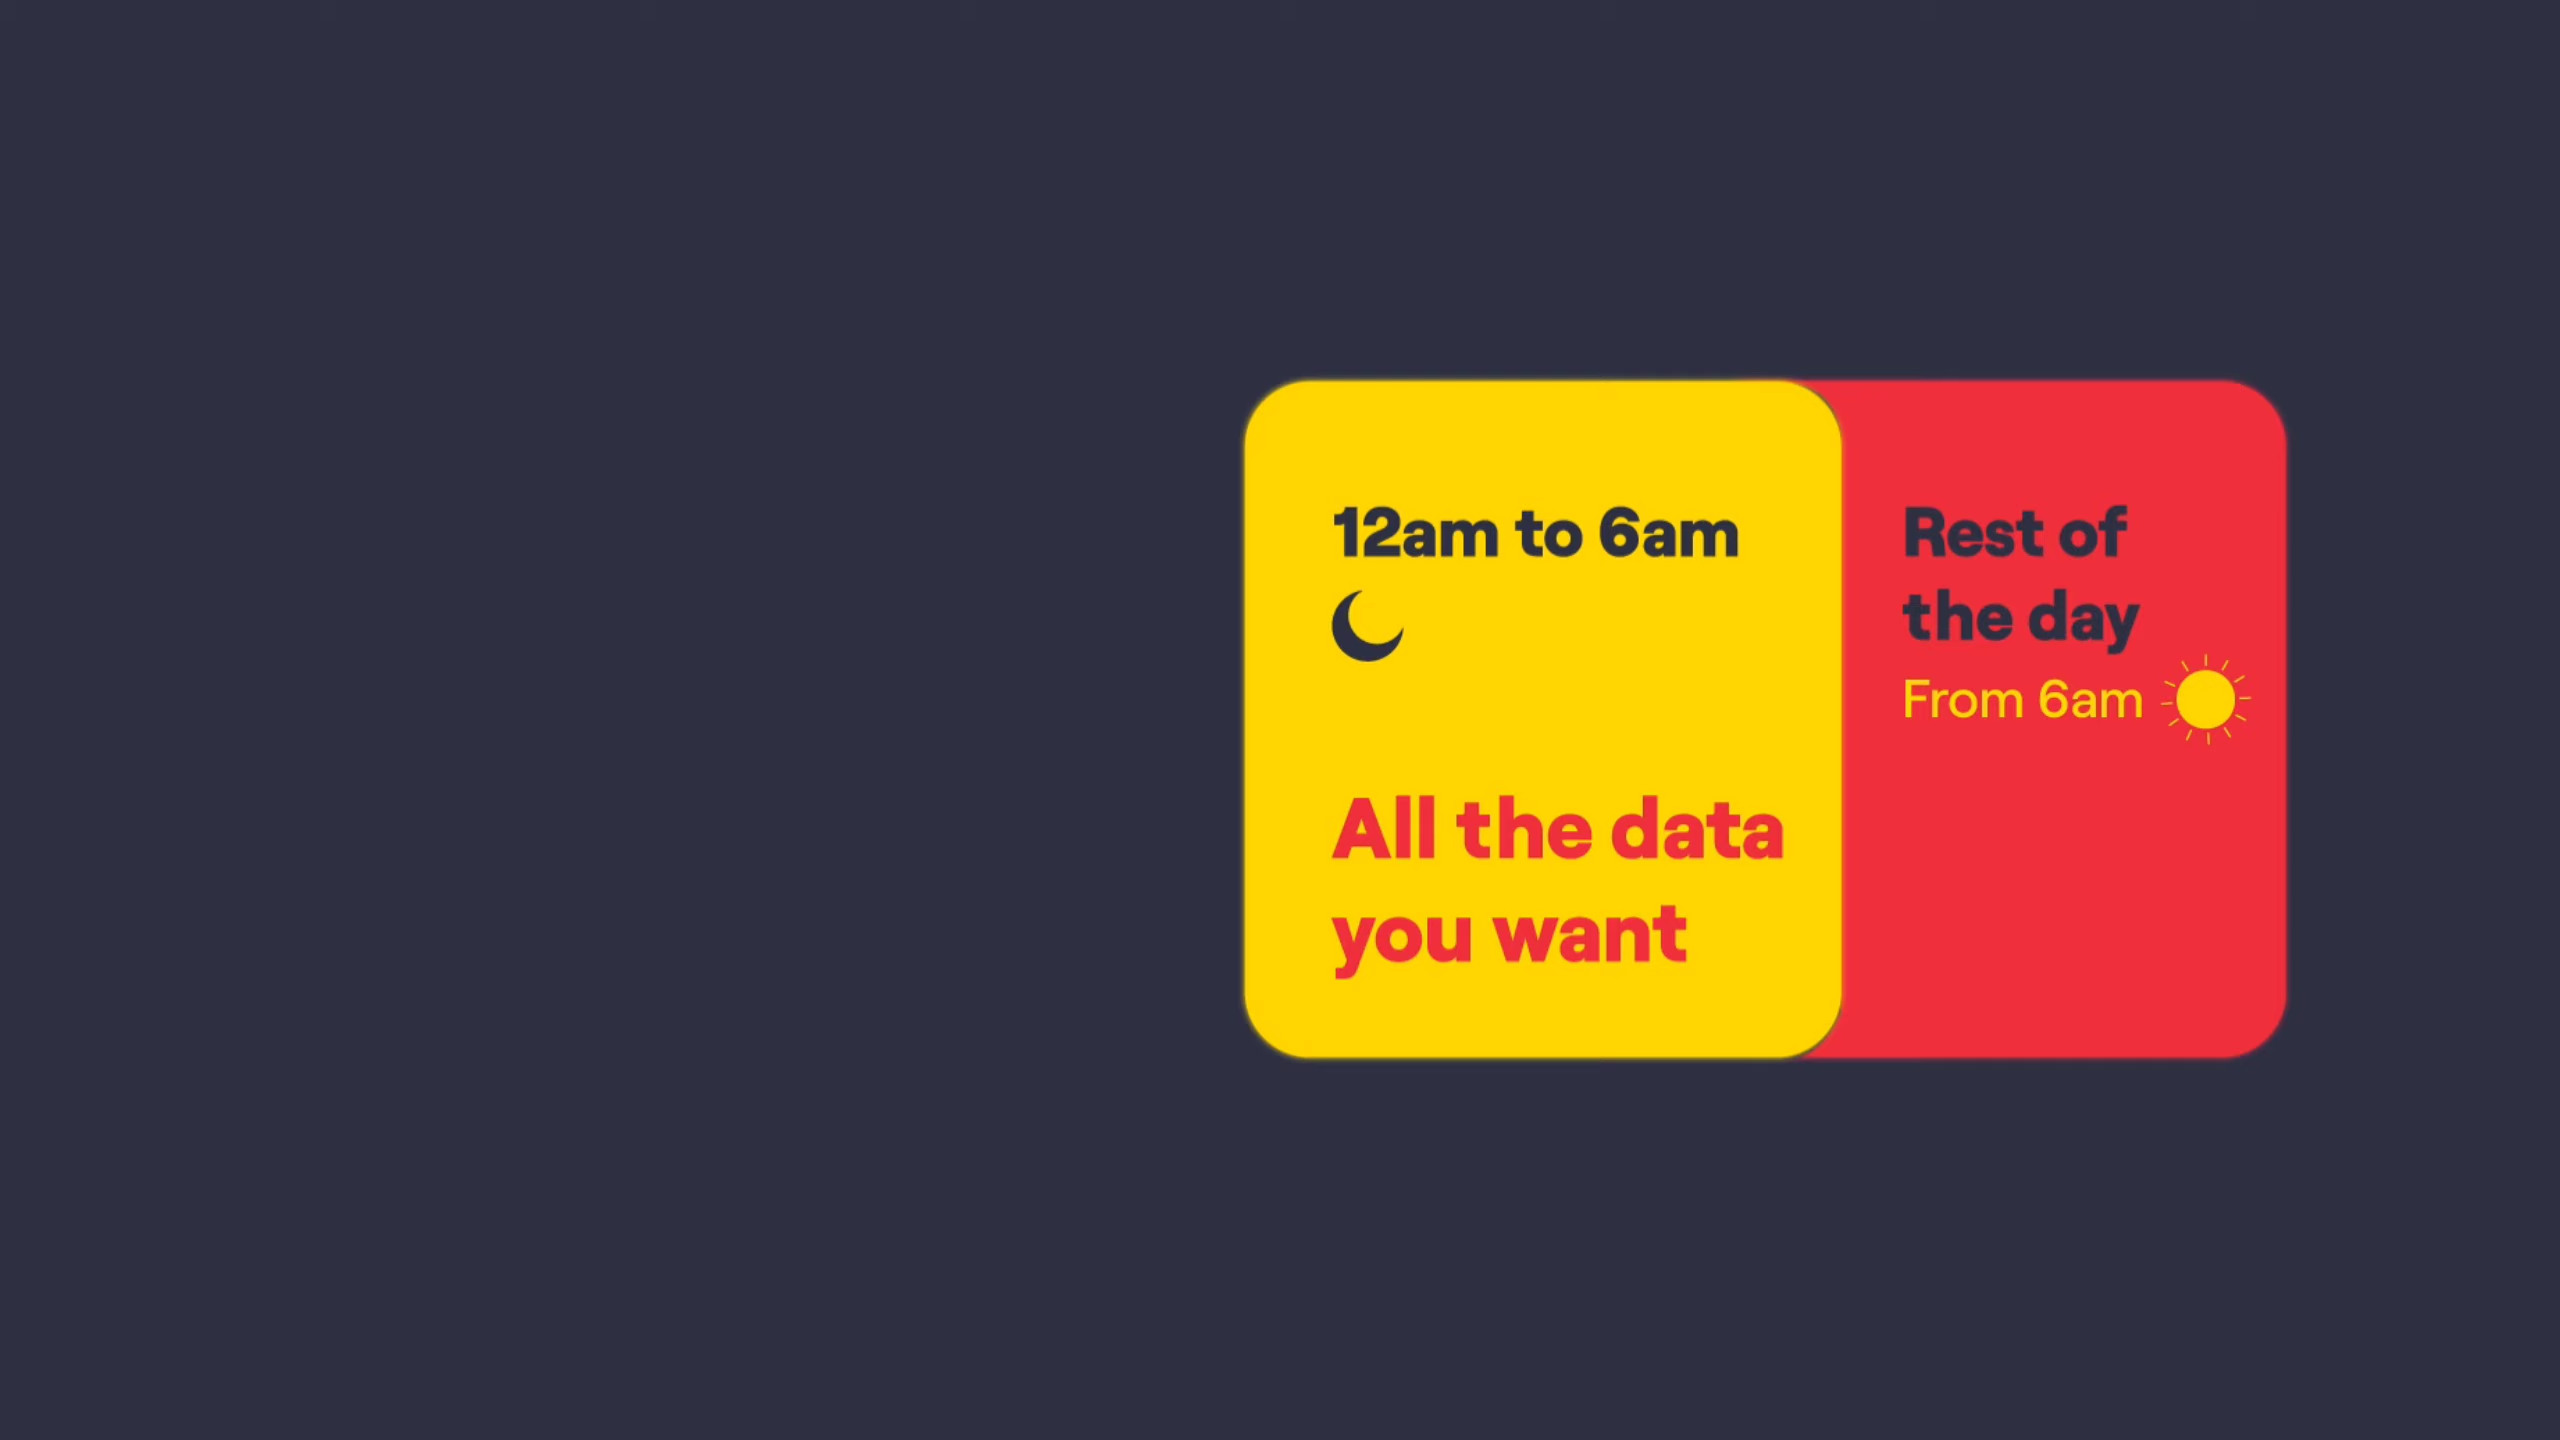 12am to 6am
All the data
you want
Rest of
the day
From 6am